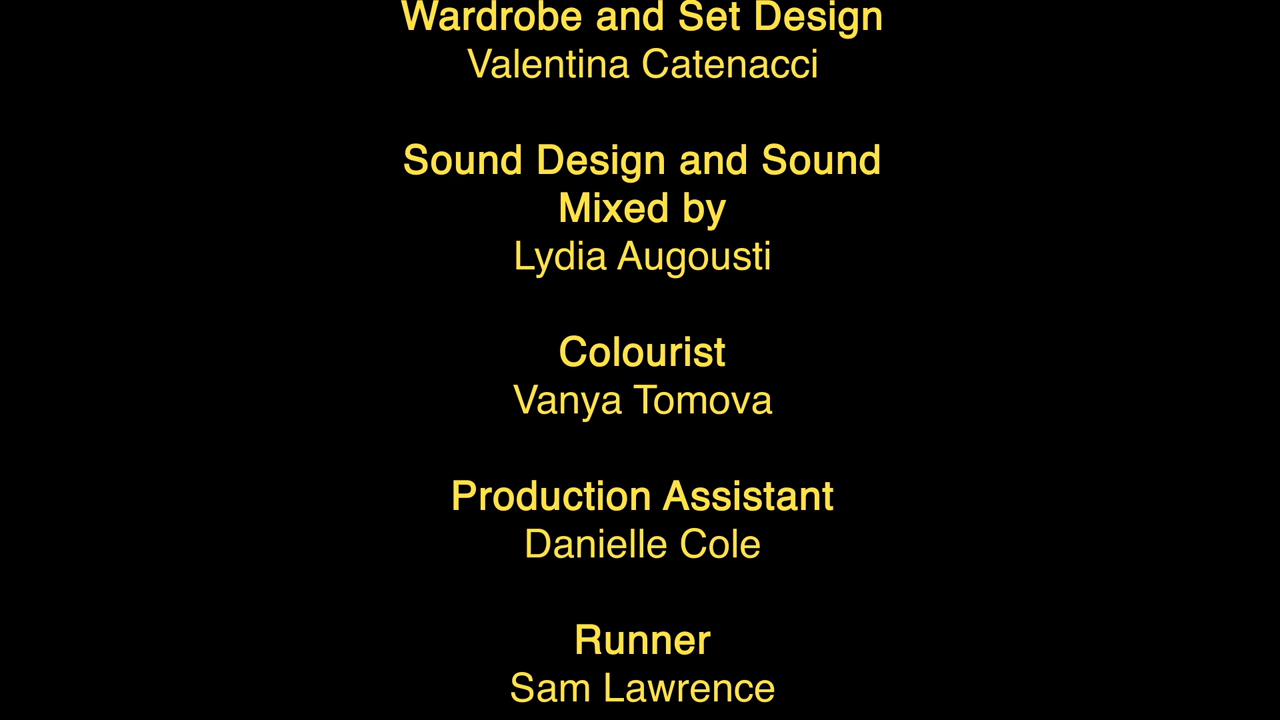 Wardrobe and Set Design
Valentina Catenacci
Sound Design and Sound
Mixed by
Lydia Augousti
Colourist
Vanya Tomova
Production Assistant
Danielle Cole
Runner
Sam Lawrence